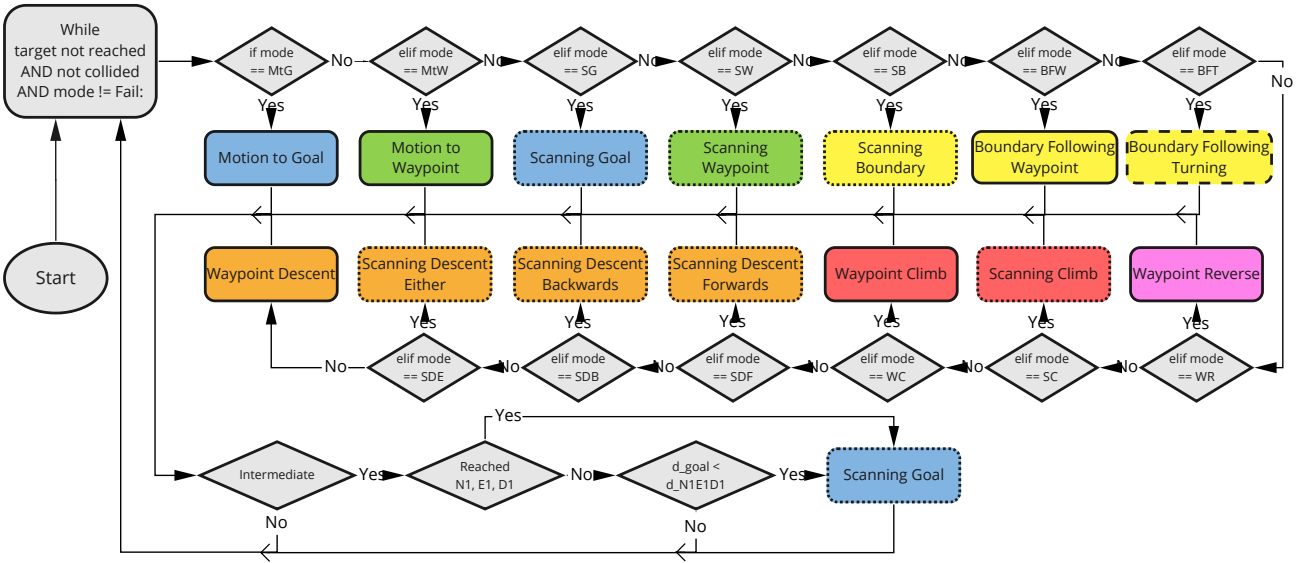 While
target not reached
AND not collided
AND mode != Fail:
if mode
== MtG
No
elif mode
== MtW
No
elif mode
== SG
No
elif mode
== SW
No
elif mode
== SB
No
elif mode
== BFW
No
elif mode
== BFT
No
Yes
Yes
Yes
Yes
Yes
Yes
Yes
Motion to Goal
Motion to
Waypoint
Scanning Goal
Scanning
Waypoint
Scanning
Boundary
Boundary Following
Waypoint
Boundary Following
Turning
Start
Waypoint Descent
Scanning Descent
Either
Scanning Descent
Backwards
Scanning Descent
Forwards
Waypoint Climb
Scanning Climb
Waypoint Reverse
Yes
Yes
Yes
Yes
Yes
Yes
No
elif mode
== SDE
No
elif mode
== SDB
No
elif mode
== SDF
No
elif mode
== WC
No
elif mode
== SC
No
elif mode
== WR
Yes
Intermediate
Yes
Reached
N1, E1, D1
No
d_goal <
d_N1E1D1
Yes
Scanning Goal
No
No